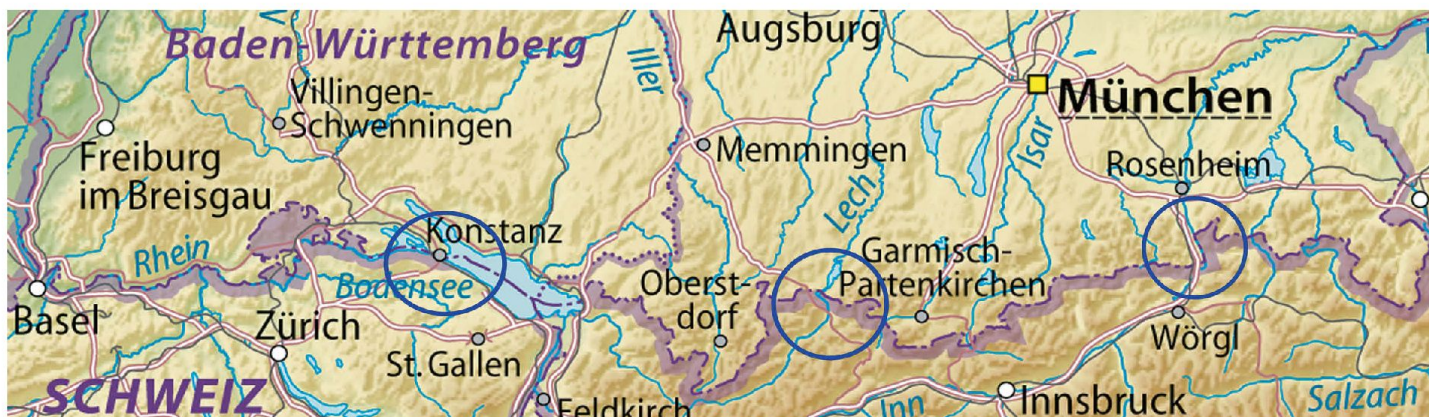 Baden-Württemberg
Augsburg
Iller
Villingen-
Schwenningen
München
Freiburg
im Breisgau
Memmingen
Isar
Rosenheim
Lech
Rhein
Konstanz
Bodensee
Oberst-
dorf
Garmisch-
Partenkirchen
Basel
Zürich
St. Gallen
Wörgl
SCHWEIZ
Feldkirch
Inn
Innsbruck
Salzach